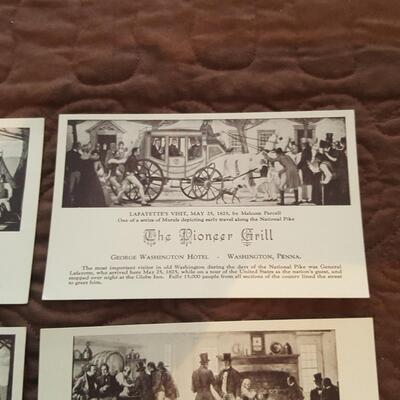 LAFAYETTE'S VISIT, MAY 25, 1825, by Malcom Parcell
One of a series of Murals depicting early travel along the National Pike
The Pioneer Grill
GEORGE WASHINGTON HOTEL - WASHINGTON, PENNA.
The most important visitor in old Washington during the days of the National Pike was General
Lafayette, who arrived here May 25, 1825, while on a tour of the United States as the nation's guest, and
stopped over night at the Globe Inn. Fully 15,000 people from all sections of the county lined the street
to greet him.